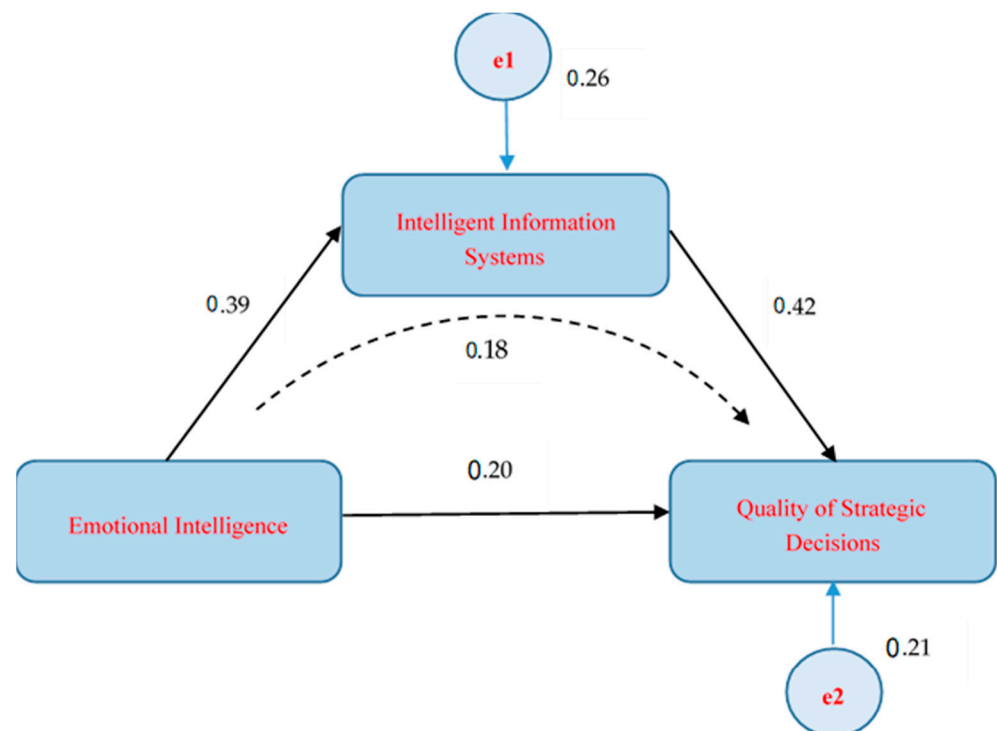 e1
0.26
Intelligent Information
Systems
0.39
0.42
0.18
0.20
Emotional Intelligence
Quality of Strategic
Decisions
0.21
e2